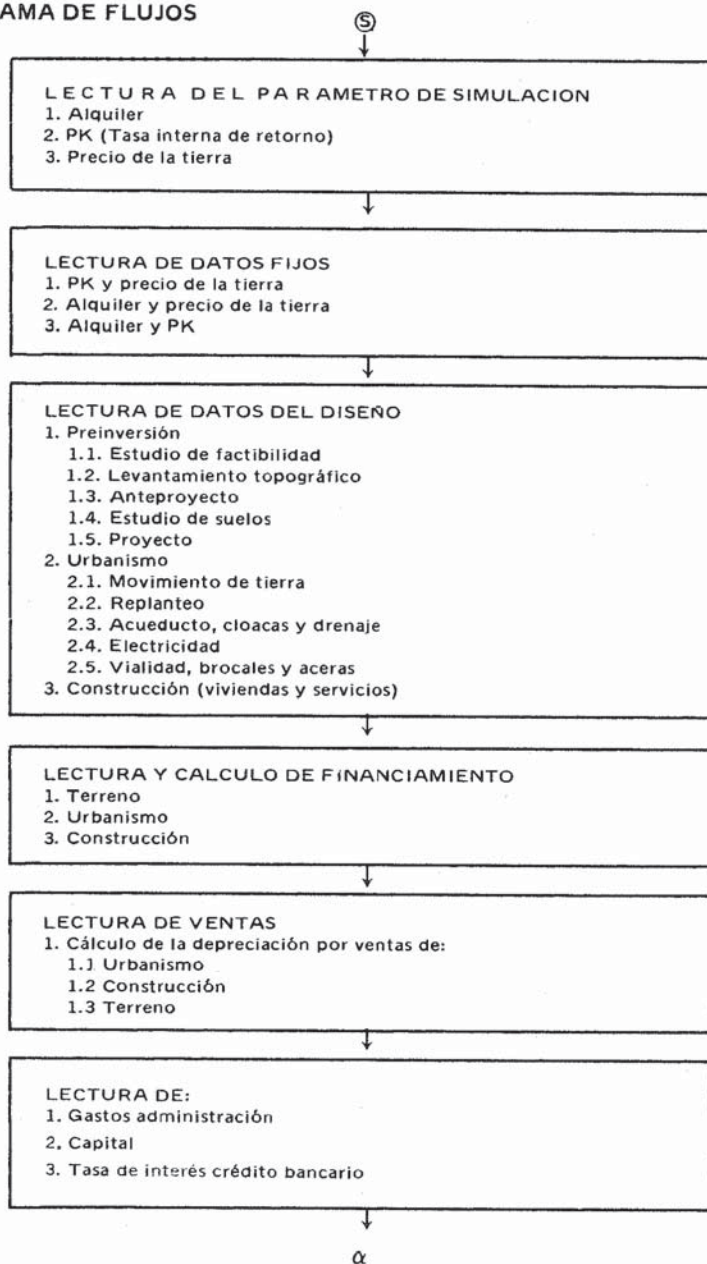 AMA DE FLUJOS
S
LECTURA DEL PARAMETRO DE SIMULACION
1. Alquiler
2. PK (Tasa interna de retorno)
3. Precio de la tierra
LECTURA DE DATOS FIJOS
1. PK y precio de la tierra
2. Alquiler y precio de la tierra
3. Alquiler y PK
LECTURA DE DATOS DEL DISEÑO
1. Preinversión
1.1. Estudio de factibilidad
1.2. Levantamiento topográfico
1.3. Anteproyecto
1.4. Estudio de suelos
1.5. Proyecto
2. Urbanismo
2.1. Movimiento de tierra
2.2. Replanteo
2.3. Acueducto, cloacas y drenaje
2.4. Electricidad
2.5. Vialidad, brocales y aceras
3. Construcción (viviendas y servicios)
LECTURA Y CALCULO DE FINANCIAMIENTO
1. Terreno
2. Urbanismo
3. Construcción
LECTURA DE VENTAS
1. Cálculo de la depreciación por ventas de:
1.1 Urbanismo
1.2 Construcción
1.3 Terreno
LECTURA DE:
1. Gastos administración
2. Capital
3. Tasa de interés crédito bancario
α